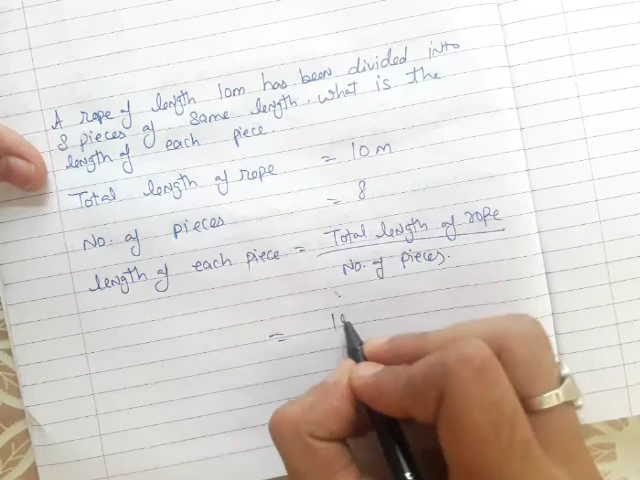 A rope of length 10m has been divided into
8 pieces of same length. what is the
length of each piece.
Total length of rope = 10 m
No. of pieces = 8
length of each piece = Total length of rope
No. of pieces.
= 10